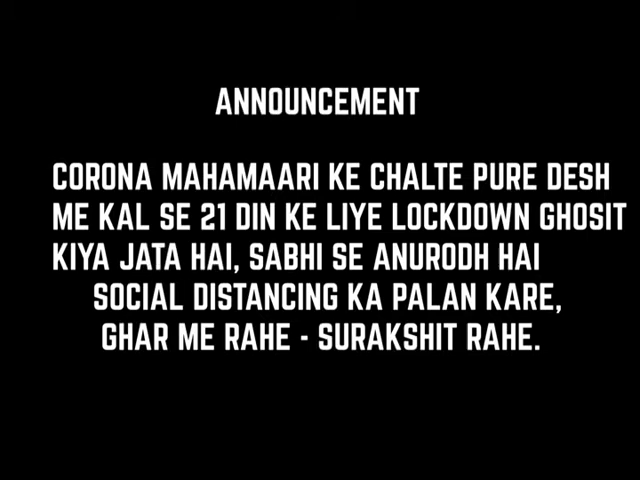 ANNOUNCEMENT
CORONA MAHAMAARI KE CHALTE PURE DESH
ME KAL SE 21 DIN KE LIYE LOCKDOWN GHOSIT
KIYA JATA HAI, SABHI SE ANURODH HAI
SOCIAL DISTANCING KA PALAN KARE,
GHAR ME RAHE - SURAKSHIT RAHE.